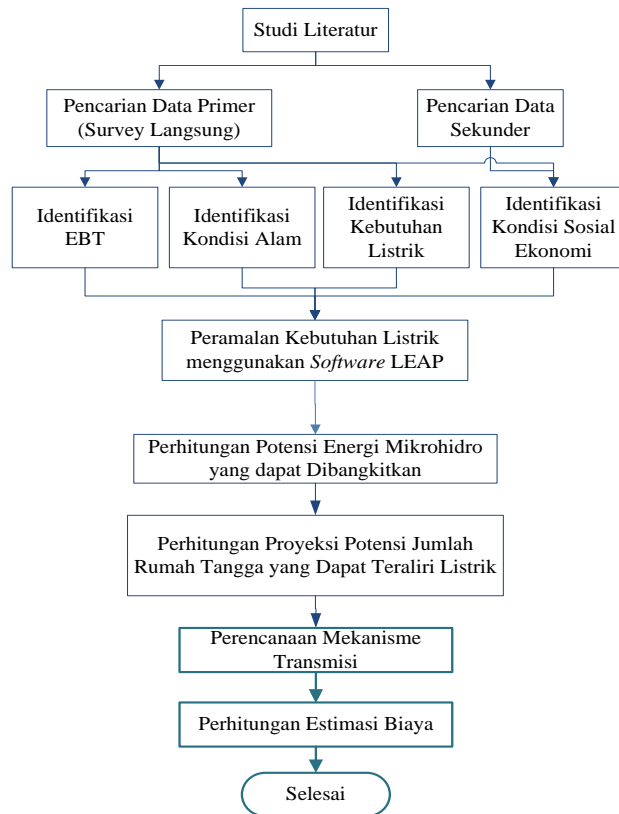 Studi Literatur
Pencarian Data Primer
(Survey Langsung)
Pencarian Data
Sekunder
Identifikasi
EBT
Identifikasi
Kondisi Alam
Identifikasi
Kebutuhan
Listrik
Identifikasi
Kondisi Sosial
Ekonomi
Peramalan Kebutuhan Listrik
menggunakan Software LEAP
Perhitungan Potensi Energi Mikrohidro
yang dapat Dibangkitkan
Perhitungan Proyeksi Potensi Jumlah
Rumah Tangga yang Dapat Teraliri Listrik
Perencanaan Mekanisme
Transmisi
Perhitungan Estimasi Biaya
Selesai